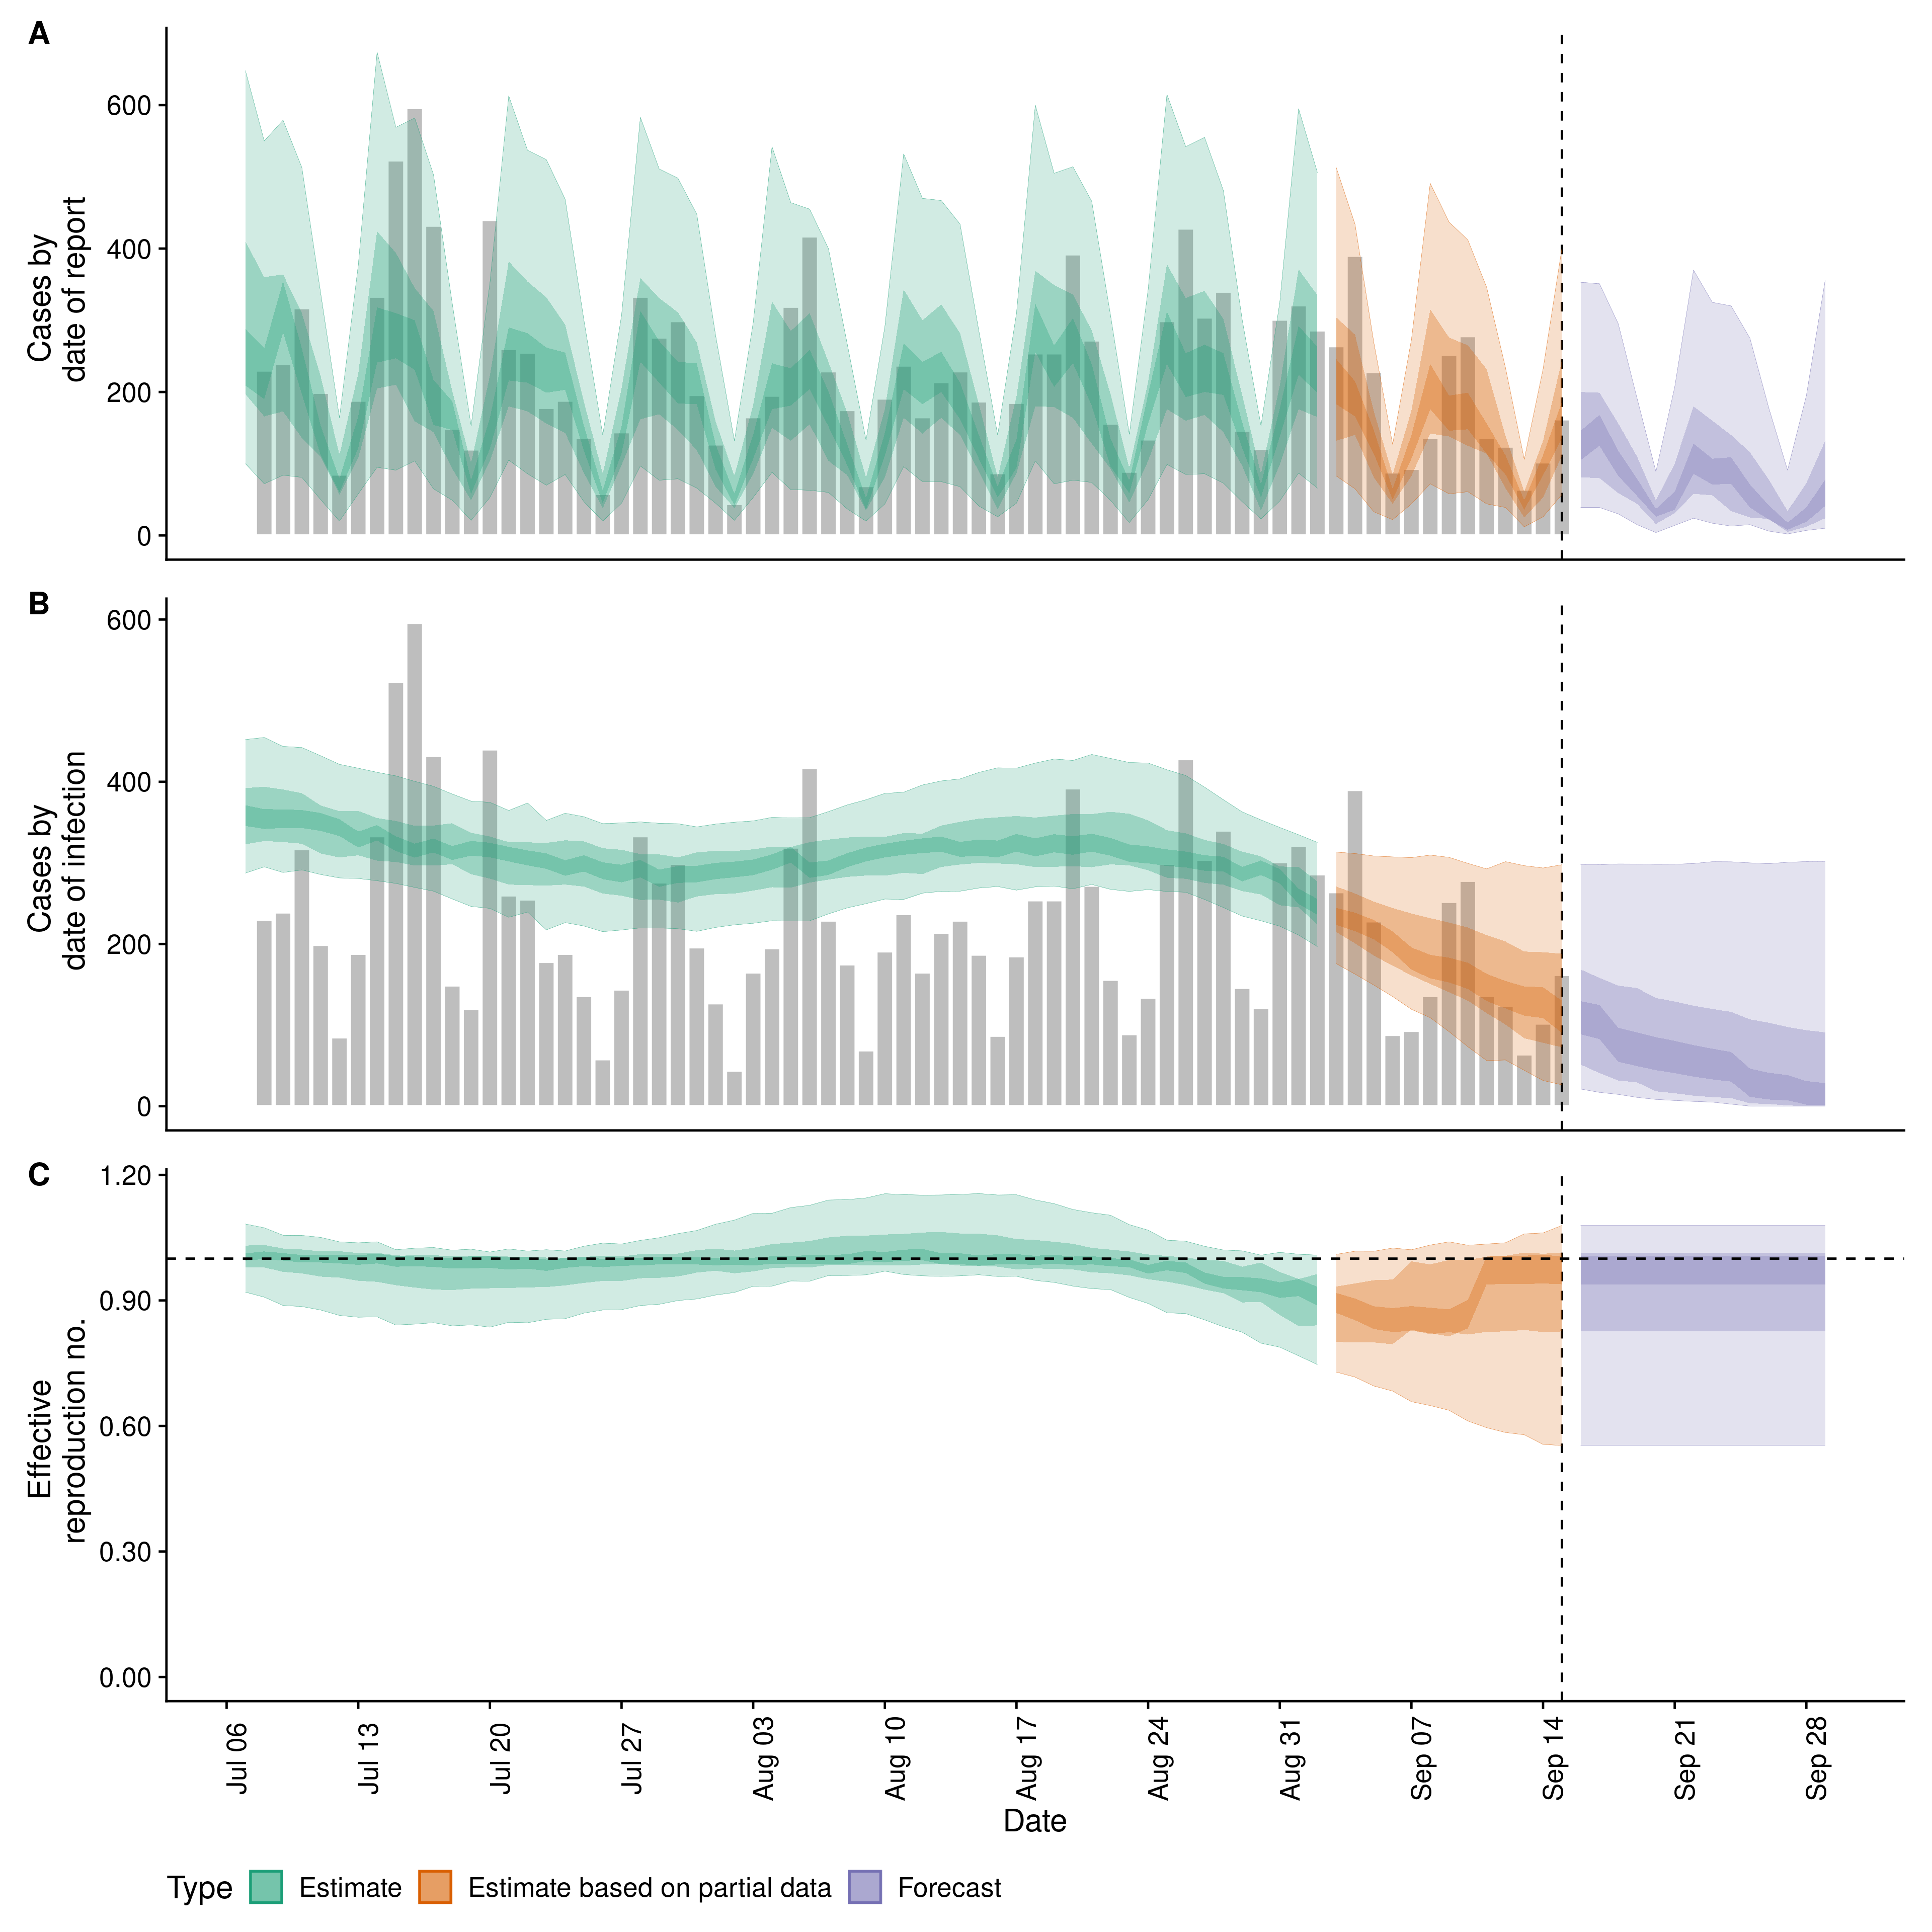 A
Cases by
date of report
600
400
200
0
B
Cases by
date of infection
600
400
200
0
C
Effective
reproduction no.
1.20
0.90
0.60
0.30
0.00
Jul 06
Jul 13
Jul 20
Jul 27
Aug 03
Aug 10
Aug 17
Aug 24
Aug 31
Sep 07
Sep 14
Sep 21
Sep 28
Date
Type Estimate Estimate based on partial data Forecast